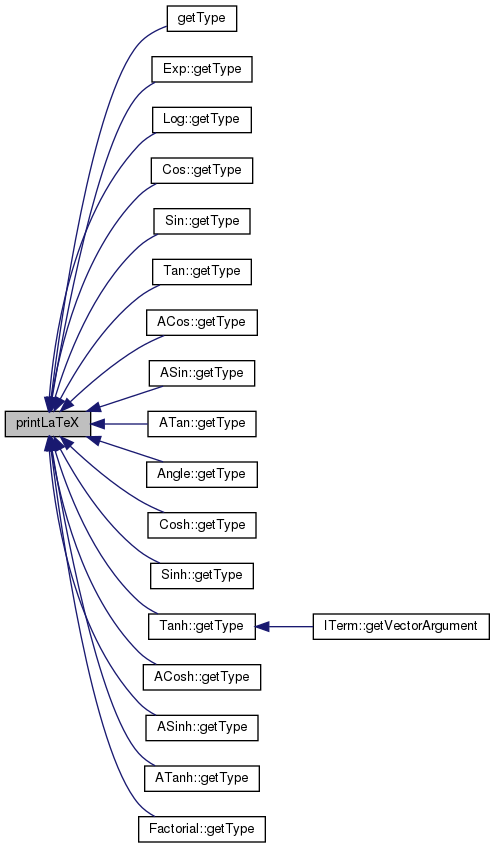 getType
Exp::getType
Log::getType
Cos::getType
Sin::getType
Tan::getType
ACos::getType
ASin::getType
printLaTeX
ATan::getType
Angle::getType
Cosh::getType
Sinh::getType
Tanh::getType
ITerm::getVectorArgument
ACosh::getType
ASinh::getType
ATanh::getType
Factorial::getType